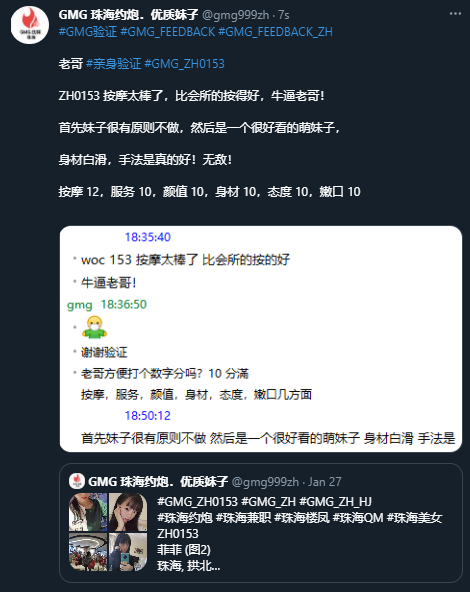 GMG 珠海约炮．优质妹子 @gmg999zh · 7s
#GMG验证 #GMG_FEEDBACK #GMG_FEEDBACK_ZH
老哥 #亲身验证 #GMG_ZH0153
ZH0153 按摩太棒了，比会所的按得好，牛逼老哥！
首先妹子很有原则不做，然后是一个很好看的萌妹子，
身材白滑，手法是真的好！无敌！
按摩 12，服务 10，颜值 10，身材 10，态度 10，嫩口 10
18:35:40
woc 153 按摩太棒了 比会所的按的好
牛逼老哥！
gmg 18:36:50
谢谢验证
老哥方便打个数字分吗？10 分满
按摩，服务，颜值，身材，态度，嫩口几方面
18:50:12
首先妹子很有原则不做 然后是一个很好看的萌妹子 身材白滑 手法是
GMG 珠海约炮．优质妹子 @gmg999zh · Jan 27
#GMG_ZH0153 #GMG_ZH #GMG_ZH_HJ
#珠海约炮 #珠海兼职 #珠海楼凤 #珠海QM #珠海美女
ZH0153
菲菲 (图2)
珠海, 拱北...